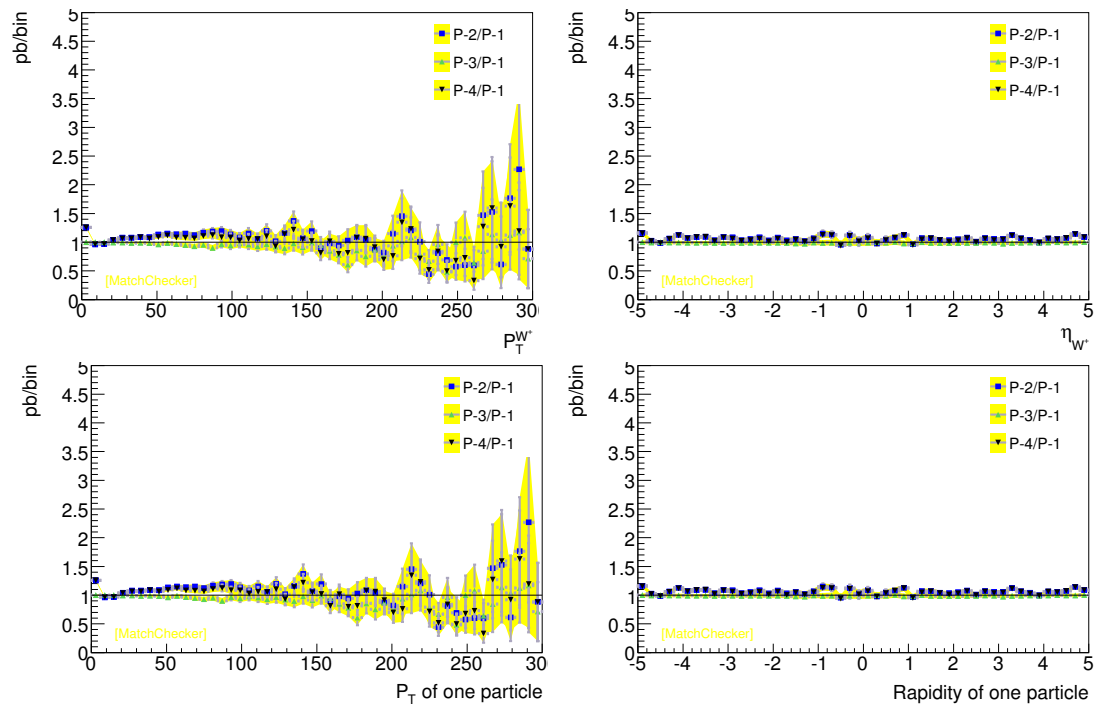 pb/bin
5
4.5
4
3.5
3
2.5
2
1.5
1
0.5
0
P-2/P-1
P-3/P-1
P-4/P-1
[MatchChecker]
0 50 100 150 200 250 300
P_T^{W⁺}
pb/bin
5
4.5
4
3.5
3
2.5
2
1.5
1
0.5
0
P-2/P-1
P-3/P-1
P-4/P-1
[MatchChecker]
-5 -4 -3 -2 -1 0 1 2 3 4 5
η_{W⁺}
pb/bin
5
4.5
4
3.5
3
2.5
2
1.5
1
0.5
0
P-2/P-1
P-3/P-1
P-4/P-1
[MatchChecker]
0 50 100 150 200 250 30
P_T of one particle
pb/bin
5
4.5
4
3.5
3
2.5
2
1.5
1
0.5
0
P-2/P-1
P-3/P-1
P-4/P-1
[MatchChecker]
-5 -4 -3 -2 -1 0 1 2 3 4 5
Rapidity of one particle